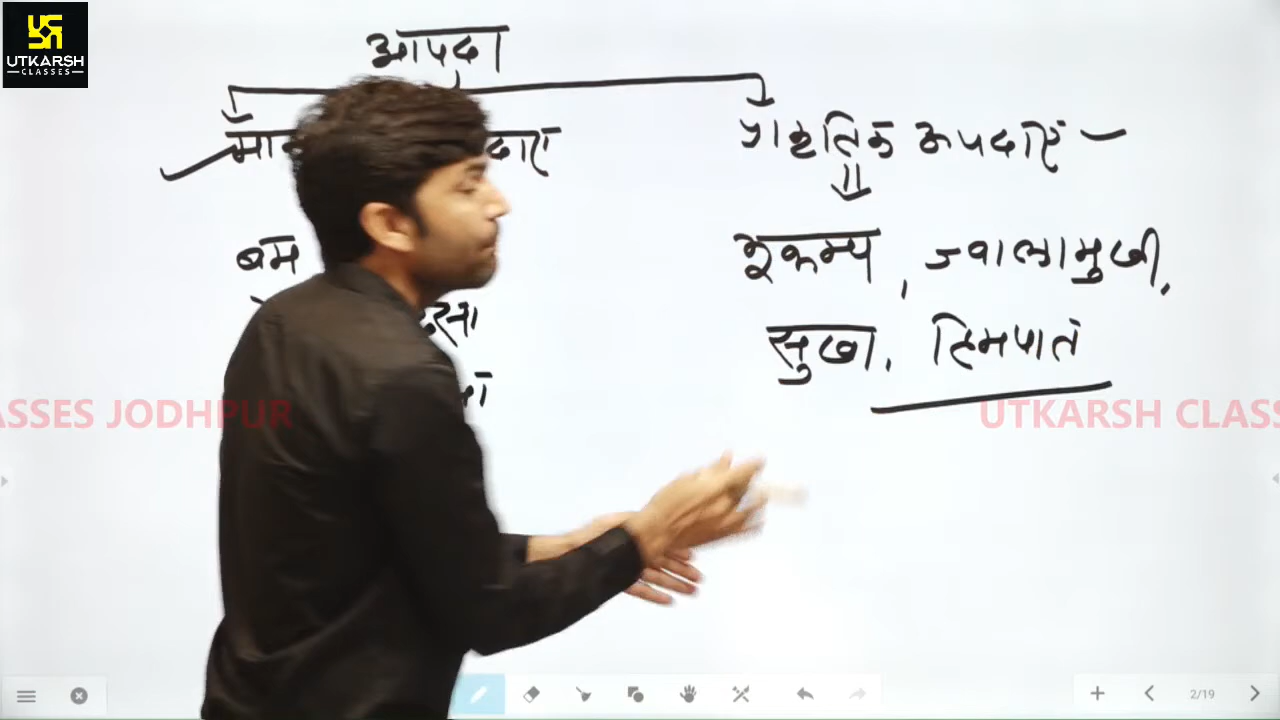 UTKARSH
CLASSES
आपदा
प्राकृतिक आपदाएं
बम
भूकम्प, ज्वालामुखी,
सुखा, हिमपात
ASSES JODHPUR
UTKARSH CLASS
2/19